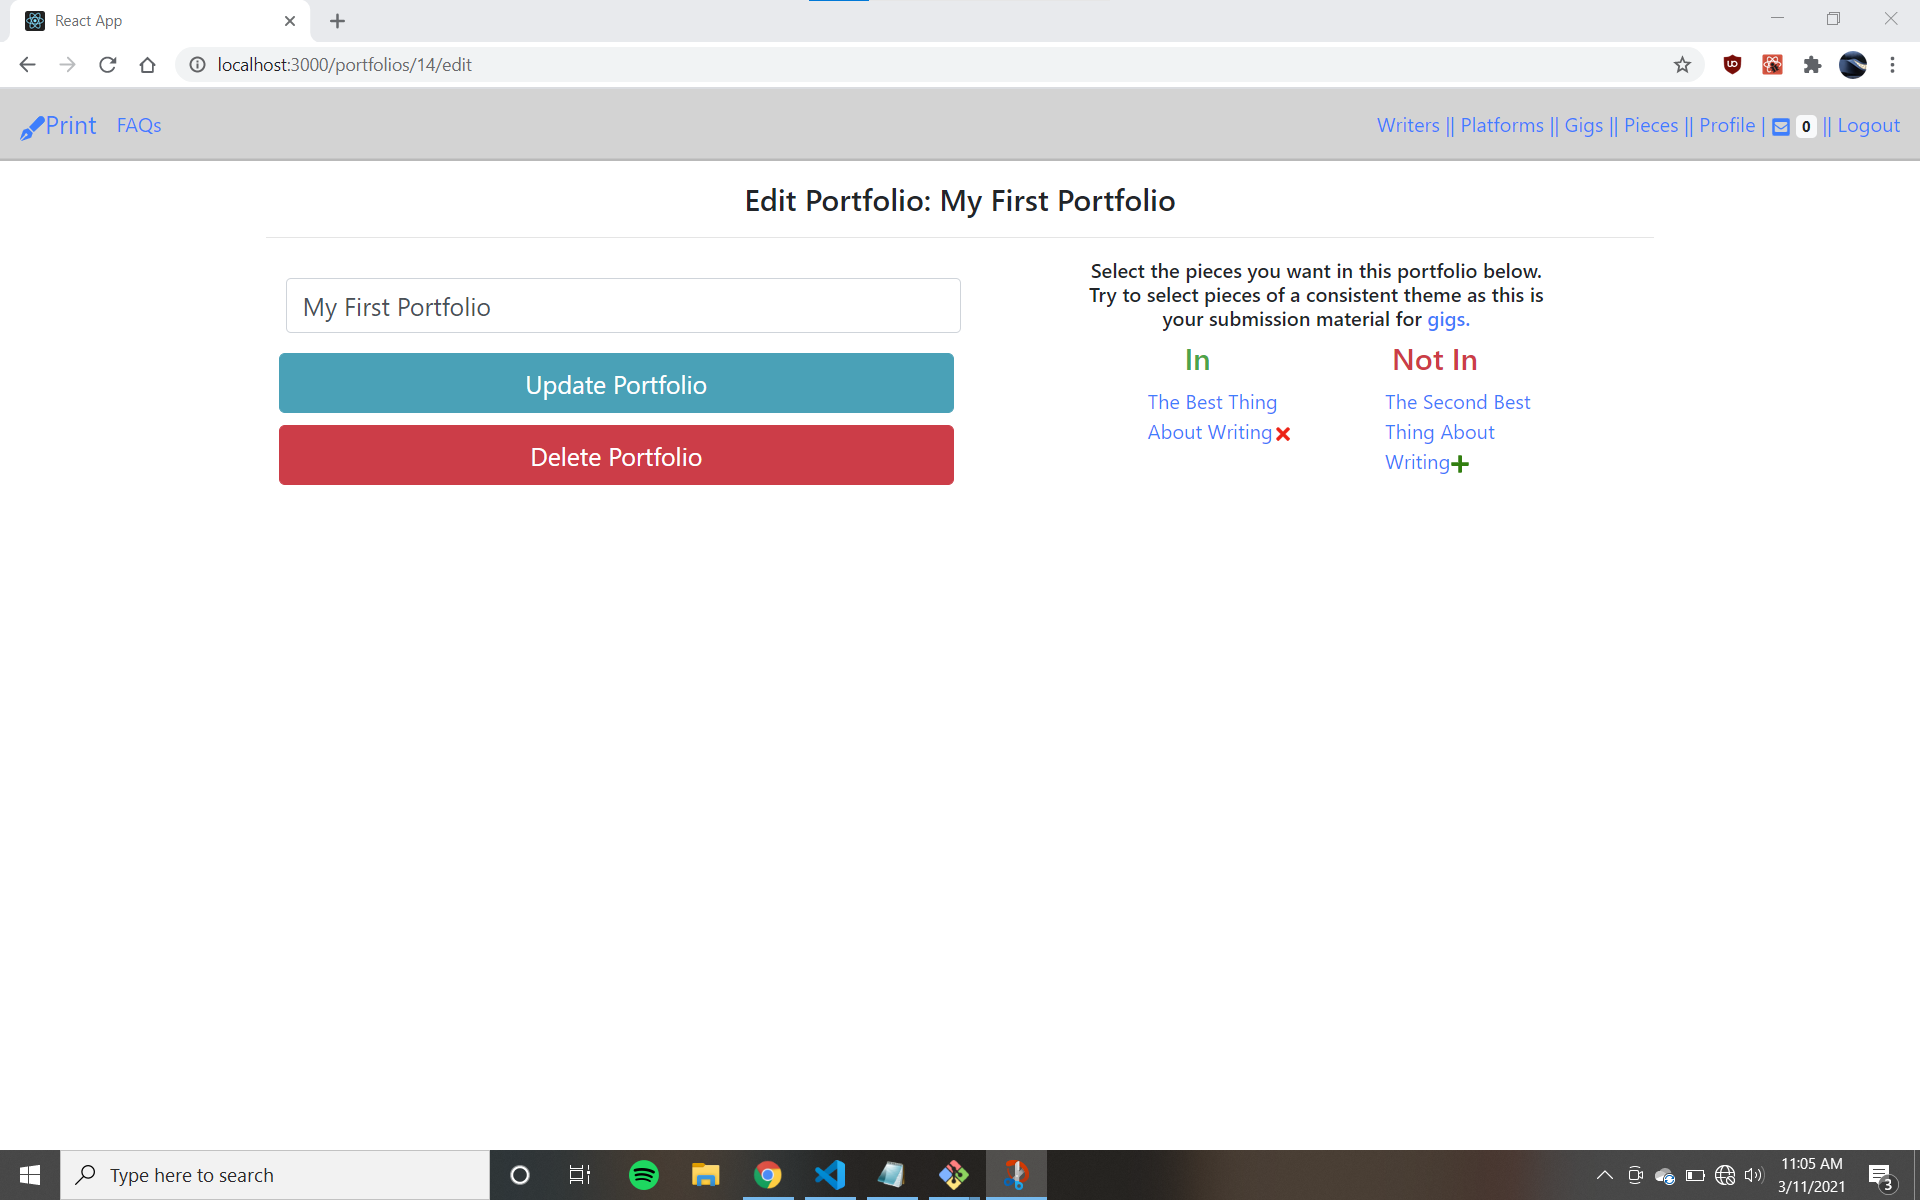 React App
localhost:3000/portfolios/14/edit
Print FAQs
Writers || Platforms || Gigs || Pieces || Profile | 0 || Logout
Edit Portfolio: My First Portfolio
My First Portfolio
Update Portfolio
Delete Portfolio
Select the pieces you want in this portfolio below.
Try to select pieces of a consistent theme as this is
your submission material for gigs.
In
The Best Thing
About Writing
Not In
The Second Best
Thing About
Writing
Type here to search
11:05 AM
3/11/2021
3